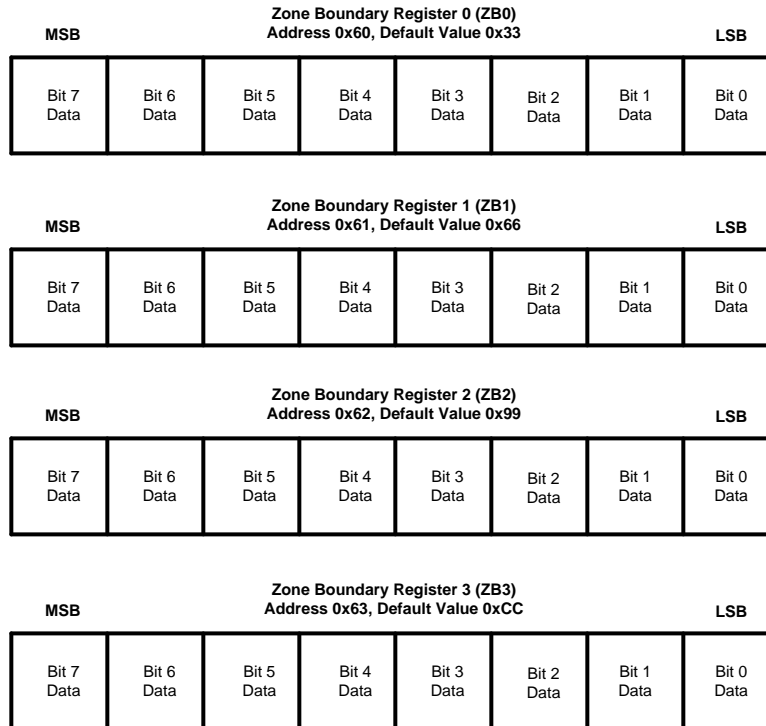 Zone Boundary Register 0 (ZB0)
MSB Address 0x60, Default Value 0x33 LSB
Bit 7 Bit 6 Bit 5 Bit 4 Bit 3 Bit 2 Bit 1 Bit 0
Data Data Data Data Data Data Data Data
Zone Boundary Register 1 (ZB1)
MSB Address 0x61, Default Value 0x66 LSB
Bit 7 Bit 6 Bit 5 Bit 4 Bit 3 Bit 2 Bit 1 Bit 0
Data Data Data Data Data Data Data Data
Zone Boundary Register 2 (ZB2)
MSB Address 0x62, Default Value 0x99 LSB
Bit 7 Bit 6 Bit 5 Bit 4 Bit 3 Bit 2 Bit 1 Bit 0
Data Data Data Data Data Data Data Data
Zone Boundary Register 3 (ZB3)
MSB Address 0x63, Default Value 0xCC LSB
Bit 7 Bit 6 Bit 5 Bit 4 Bit 3 Bit 2 Bit 1 Bit 0
Data Data Data Data Data Data Data Data